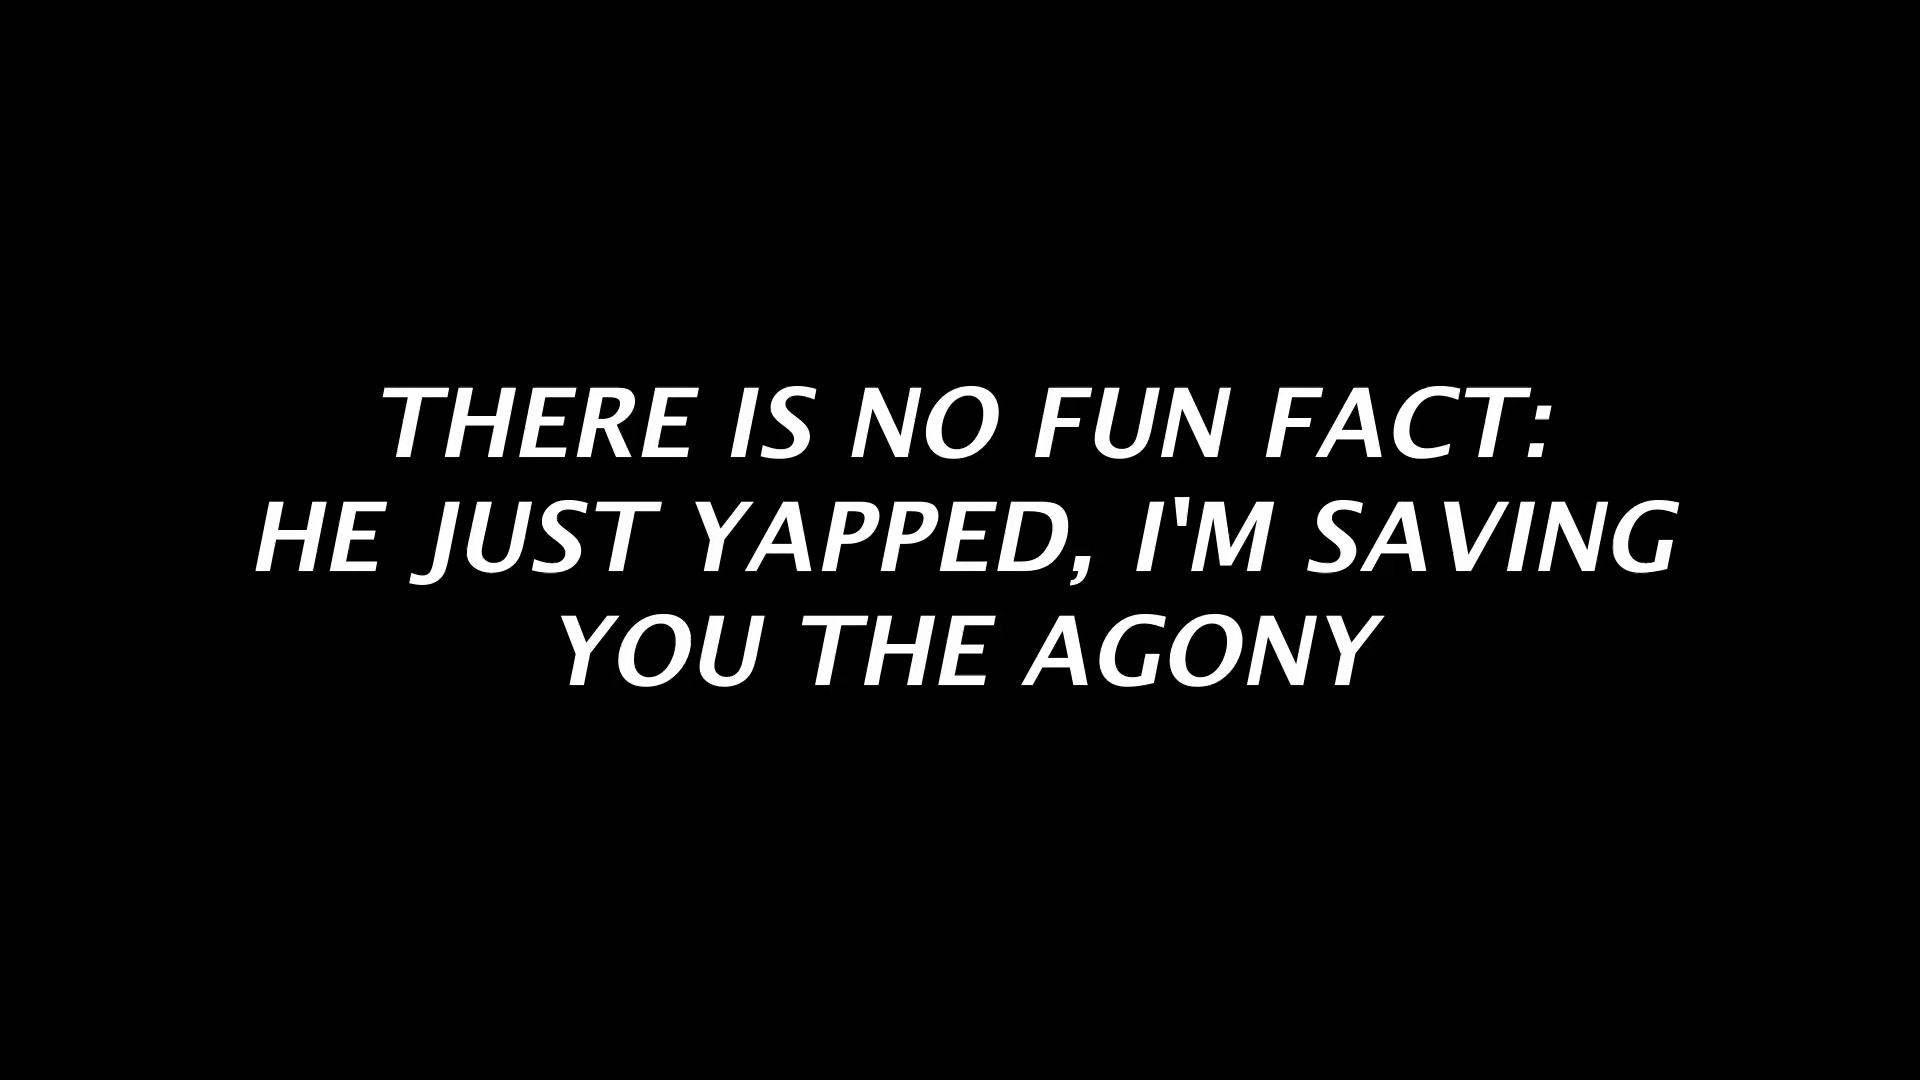 THERE IS NO FUN FACT:
HE JUST YAPPED, I'M SAVING
YOU THE AGONY